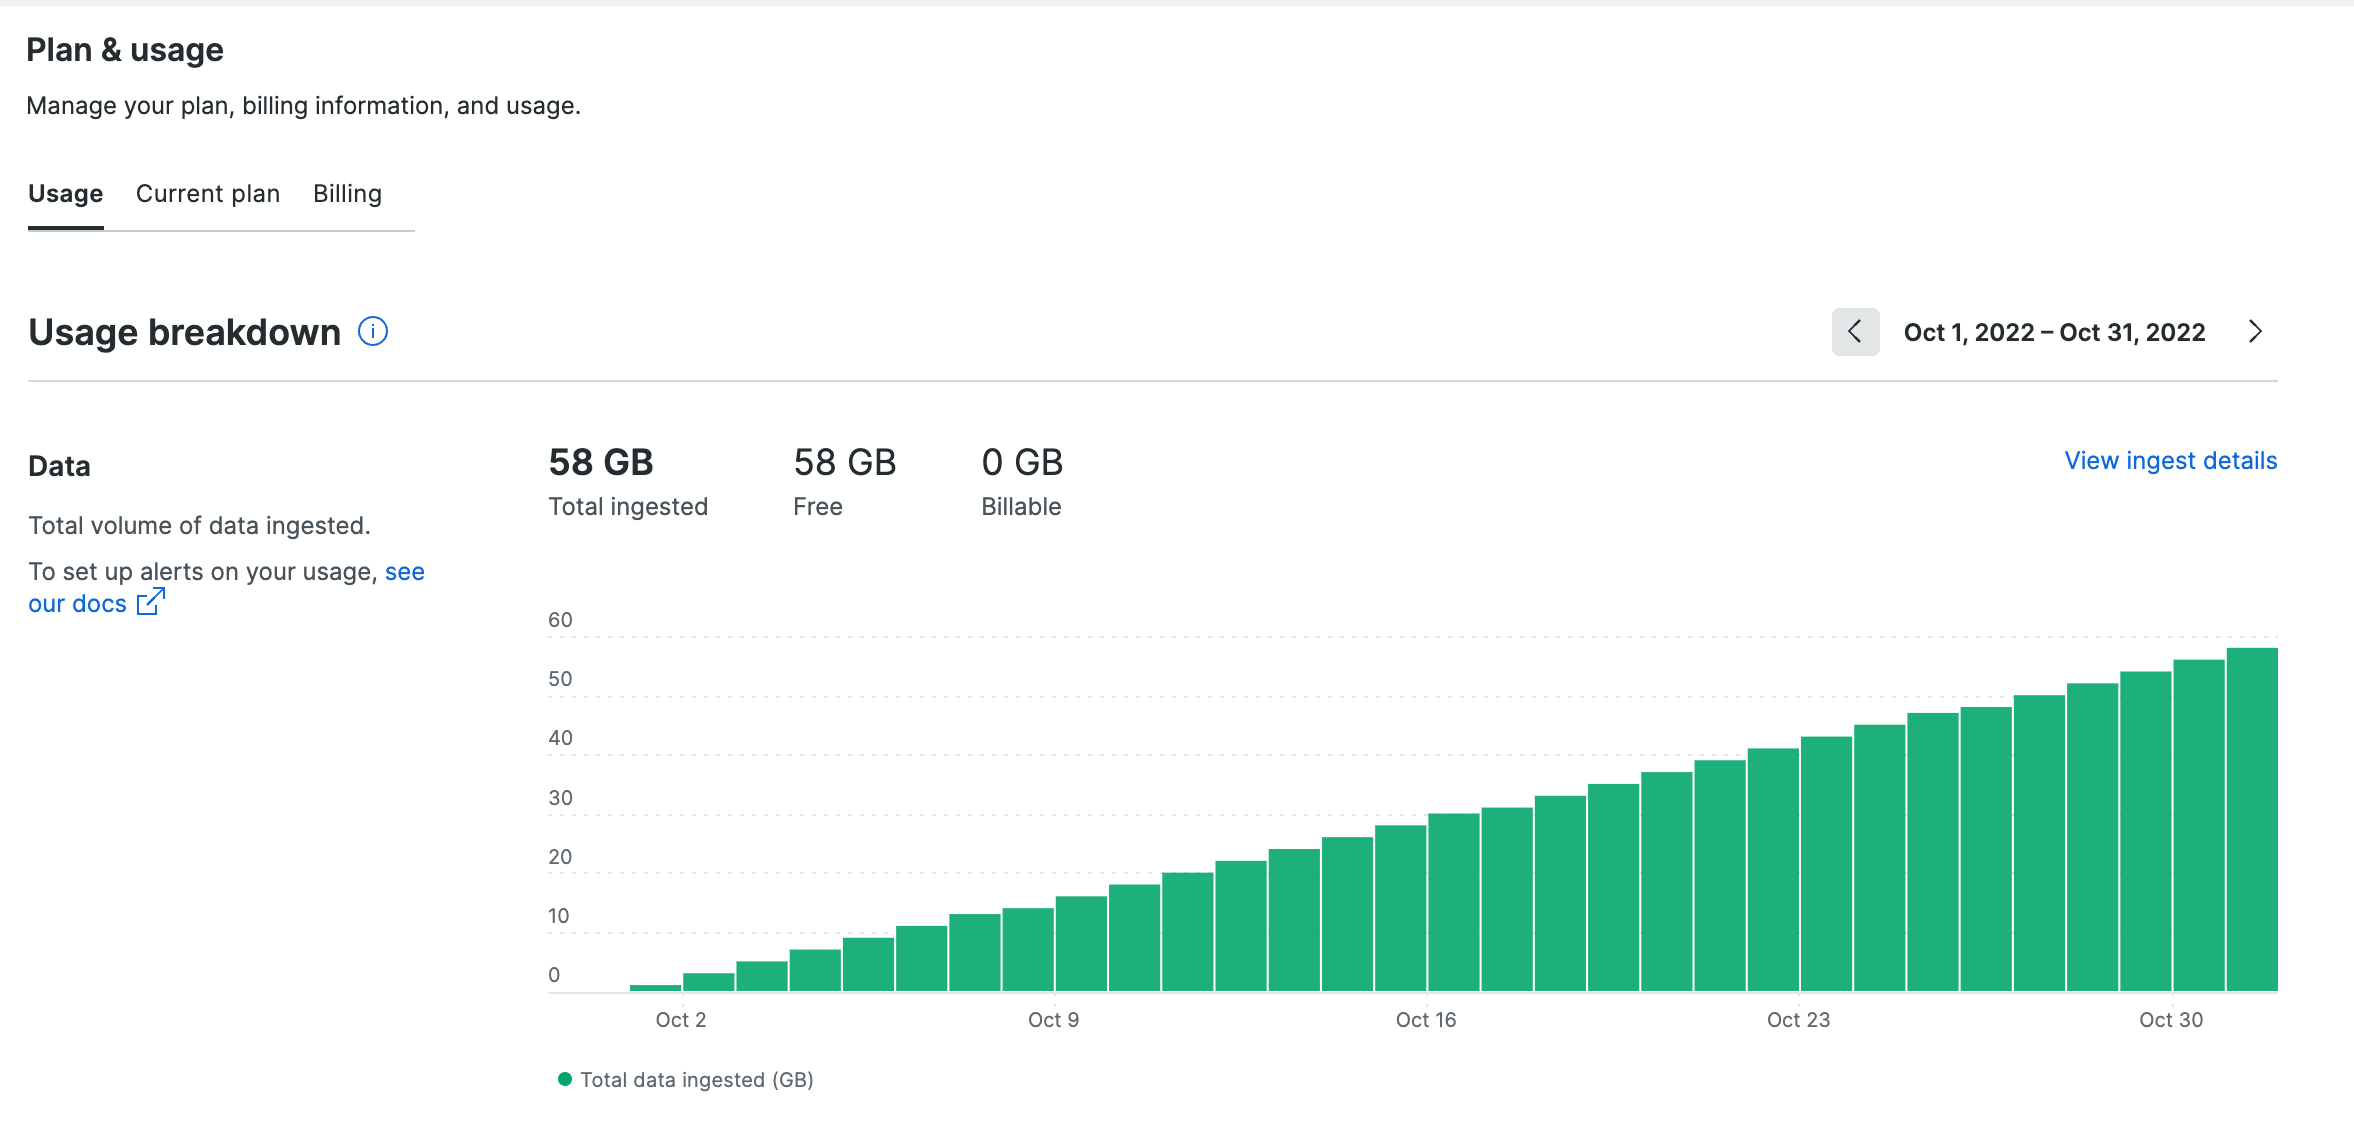 Plan & usage
Manage your plan, billing information, and usage.
Usage Current plan Billing
Usage breakdown
Oct 1, 2022 – Oct 31, 2022
Data
Total volume of data ingested.
To set up alerts on your usage, see
our docs
58 GB 58 GB 0 GB
Total ingested Free Billable
View ingest details
60
50
40
30
20
10
0
Oct 2 Oct 9 Oct 16 Oct 23 Oct 30
Total data ingested (GB)